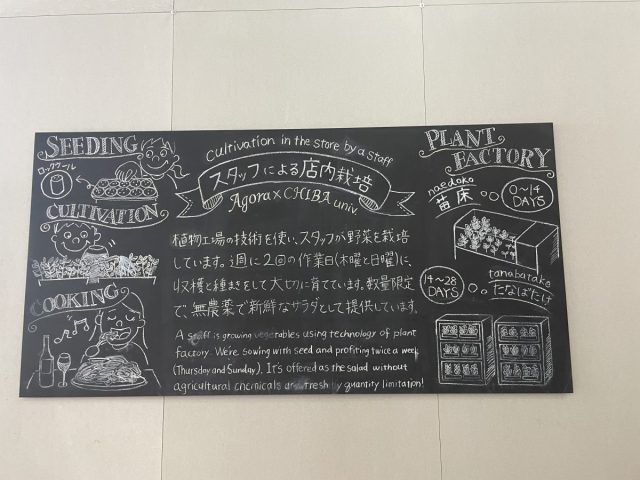 SEEDING
ロックウール
CULTIVATION
COOKING
Cultivation in the store by a staff
スタッフによる店内栽培
Agora × CHIBA univ.
植物工場の技術を使い、スタッフが野菜を栽培
しています。週に2回の作業日(木曜と日曜)に、
収穫と種まきをして大切に育てています。数量限定
で、無農薬で新鮮なサラダとして提供しています。
A staff is growing vegetables using technology of plant
factory. We're sowing with seed and profiting twice a week
(Thursday and Sunday). It's offered as the salad without
agricultural chemicals and fresh by quantity limitation!
PLANT
FACTORY
naedoko
苗床
0~14
DAYS
14~28
DAYS
tanabatake
たなばたけ